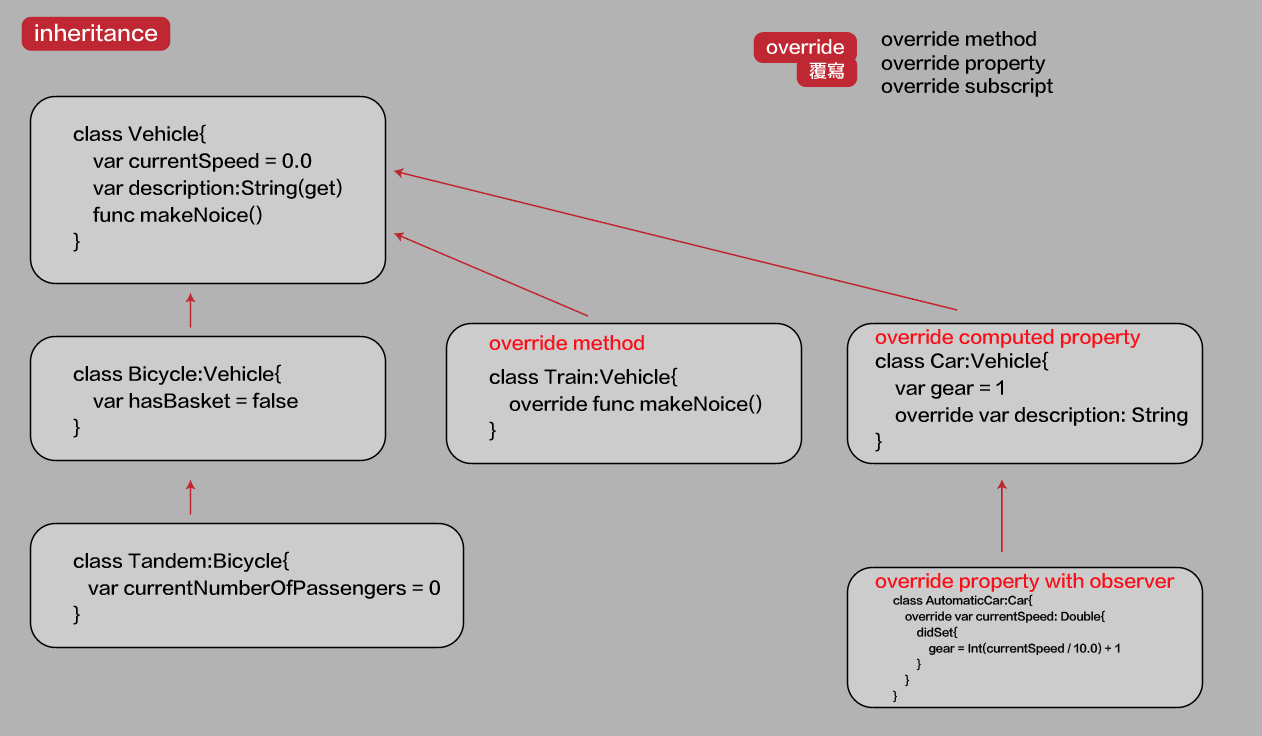 inheritance
override
覆寫
override method
override property
override subscript
class Vehicle{
var currentSpeed = 0.0
var description:String(get)
func makeNoice()
}
class Bicycle:Vehicle{
var hasBasket = false
}
override method
class Train:Vehicle{
override func makeNoice()
}
override computed property
class Car:Vehicle{
var gear = 1
override var description: String
}
class Tandem:Bicycle{
var currentNumberOfPassengers = 0
}
override property with observer
class AutomaticCar:Car{
override var currentSpeed: Double{
didSet{
gear = Int(currentSpeed / 10.0) + 1
}
}
}